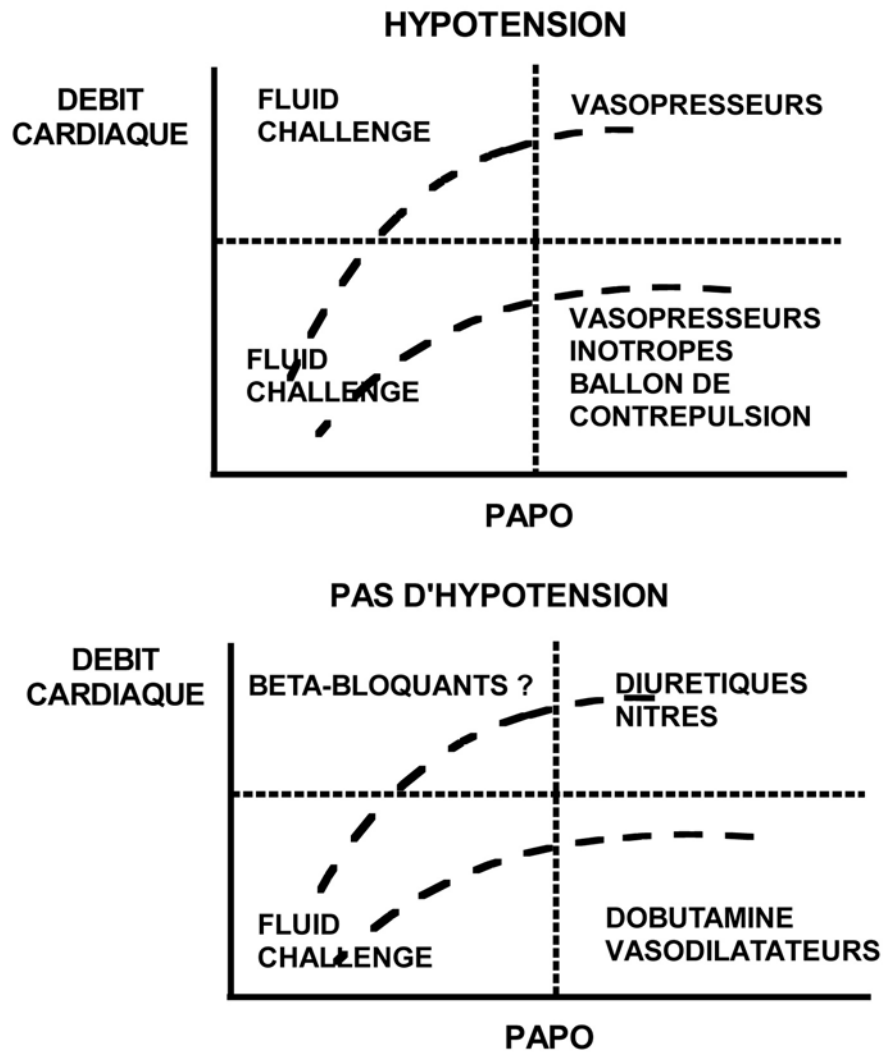 HYPOTENSION
DEBIT
CARDIAQUE
FLUID
CHALLENGE
VASOPRESSEURS
FLUID
CHALLENGE
VASOPRESSEURS
INOTROPES
BALLON DE
CONTREPULSION
PAPO
PAS D'HYPOTENSION
DEBIT
CARDIAQUE
BETA-BLOQUANTS ?
DIURETIQUES
NITRES
FLUID
CHALLENGE
DOBUTAMINE
VASODILATATEURS
PAPO